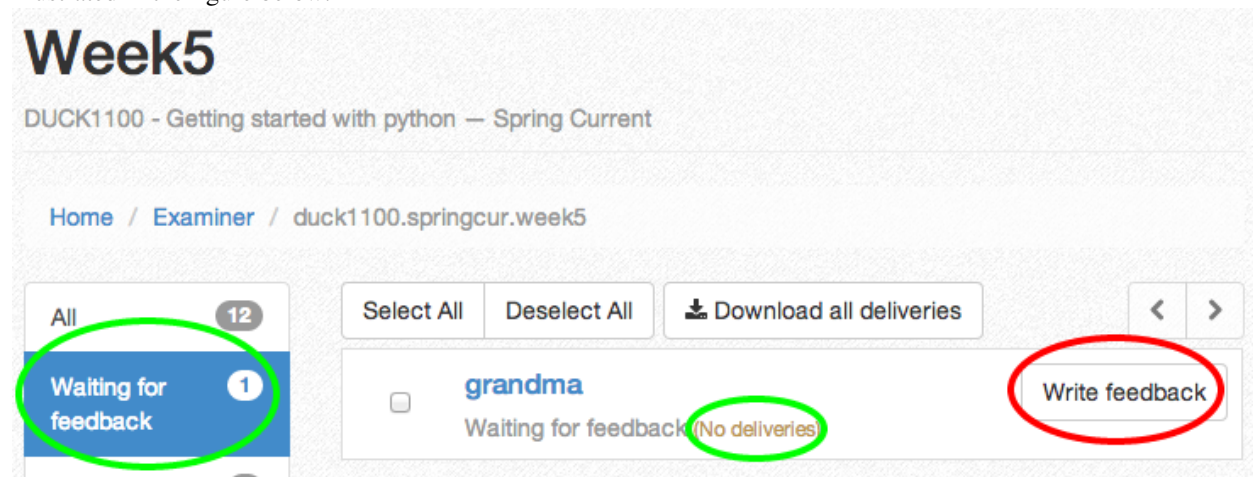 Week5
DUCK1100 - Getting started with python — Spring Current
Home / Examiner / duck1100.springcur.week5
All 12
Select All Deselect All Download all deliveries
Waiting for 1
feedback
grandma
Waiting for feedback (No deliveries)
Write feedback